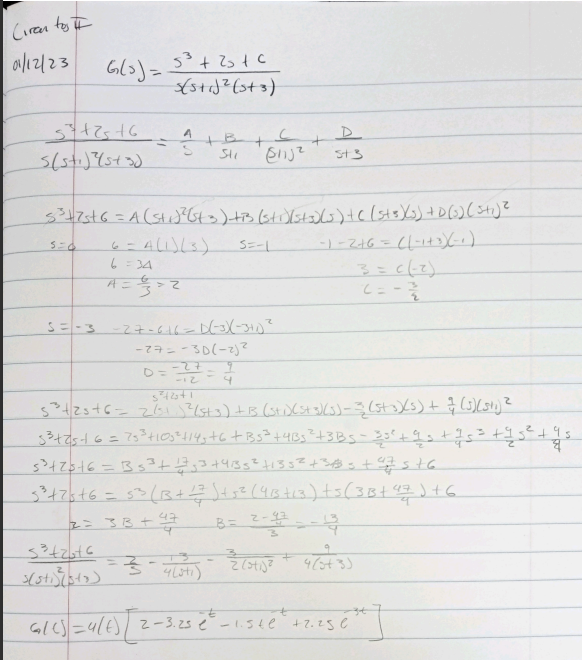 Circuitos II
01/12/23 G(s) = s³ + 2s + 6 / s(s+1)²(s+3)
s³+2s+6 / s(s+1)²(s+3) = A/s + B/s+1 + C/(s+1)² + D/s+3
s³+2s+6 = A(s+1)²(s+3)+B(s+1)(s+3)(s)+C(s+3)(s)+D(s)(s+1)²
s=0 6 = A(1)(3) s=-1 -1-2+6 = C(-1+3)(-1)
6 = 3A 3 = C(-2)
A = 6/3 = 2 C = -3/2
s = -3 -27-6+6 = D(-3)(-3+1)²
-27 = -3D(-2)²
D = -27/-12 = 9/4
s²+2s+1
s³+2s+6 = 2(s+1)²(s+3) + B(s+1)(s+3)(s) - 3/2(s+3)(s) + 9/4(s)(s+1)²
s³+2s+6 = 2s³+10s²+14s+6+Bs³+4Bs²+3Bs - 3/2s² + 9/2s + 9/4s³ + 9/2s² + 9/4s
s³+2s+6 = Bs³ + 17/4s³+4Bs²+13s²+3Bs + 47/4s+6
s³+2s+6 = s³(B + 17/4)+s²(4B+13)+s(3B+47/4)+6
2 = 3B + 47/4 B = 2-47/4 / 3 = -13/4
s³+2s+6 / s(s+1)²(s+3) = 2/s - 13/4(s+1) - 3/2(s+1)² + 9/4(s+3)
G(t) = u(t)[2-3.25e^-t - 1.5te^-t + 2.25e^-3t]